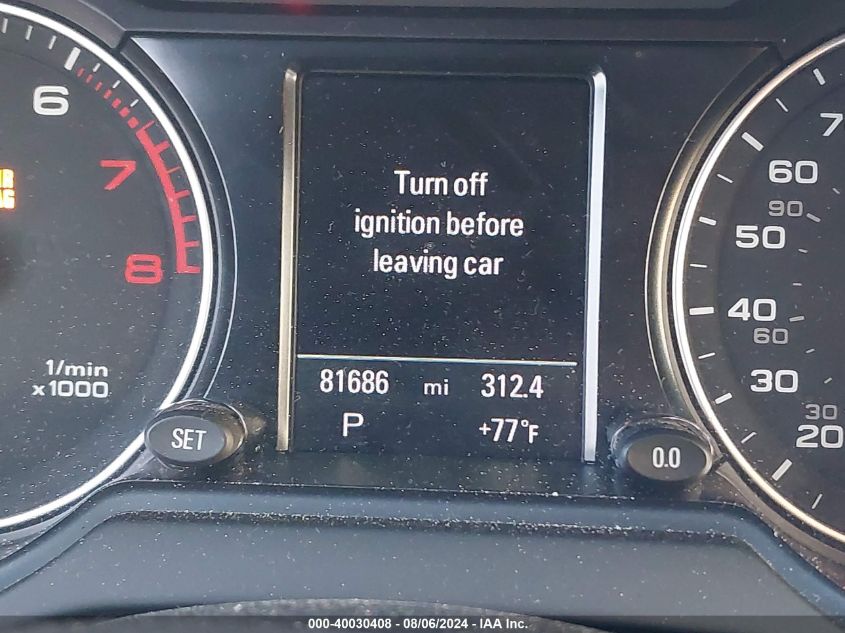 6
7
8
1/min
x1000
SET
Turn off
ignition before
leaving car
81686 mi 312.4
P +77°F
0.0
60
90
50
40
60
30
30
20
000-40030408 - 08/06/2024 - IAA Inc.